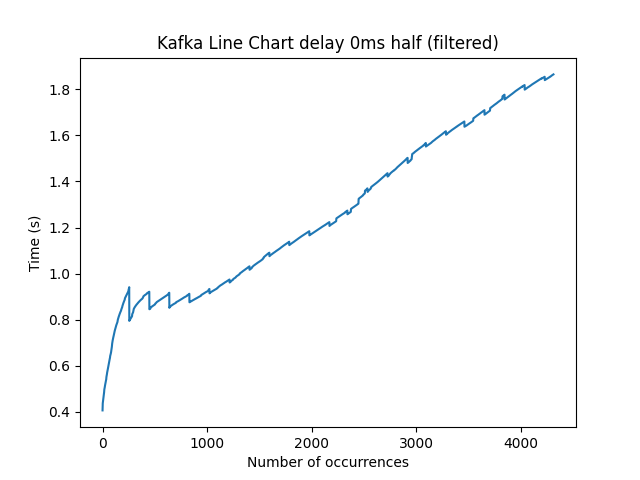 Kafka Line Chart delay 0ms half (filtered)
Time (s)
1.8
1.6
1.4
1.2
1.0
0.8
0.6
0.4
0 1000 2000 3000 4000
Number of occurrences